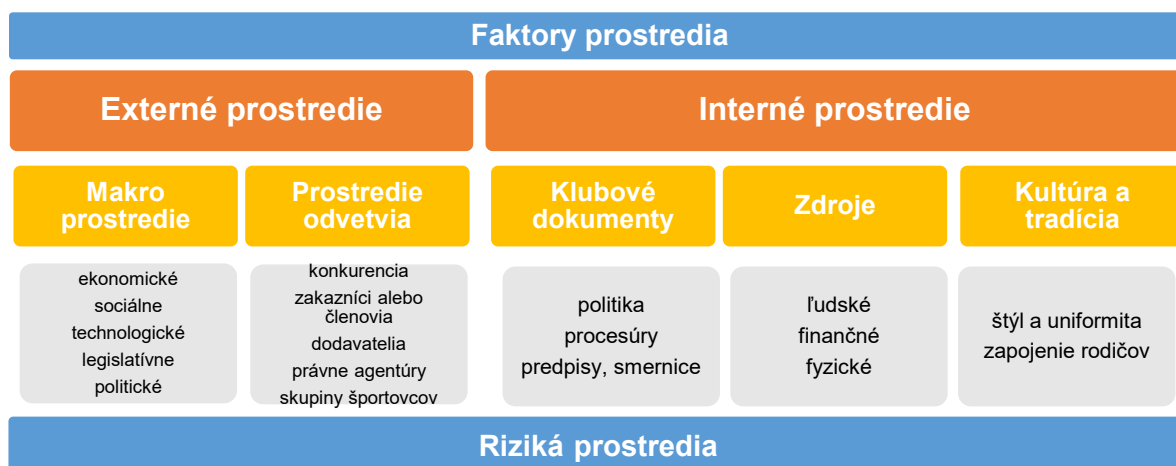 Faktory prostredia
Externé prostredie
Interné prostredie
Makro
prostredie
Prostredie
odvetvia
Klubové
dokumenty
Zdroje
Kultúra a
tradícia
ekonomické
sociálne
technologické
legislatívne
politické
konkurencia
zakazníci alebo
členovia
dodavatelia
právne agentúry
skupiny športovcov
politika
procesúry
predpisy, smernice
ľudské
finančné
fyzické
štýl a uniformita
zapojenie rodičov
Riziká prostredia